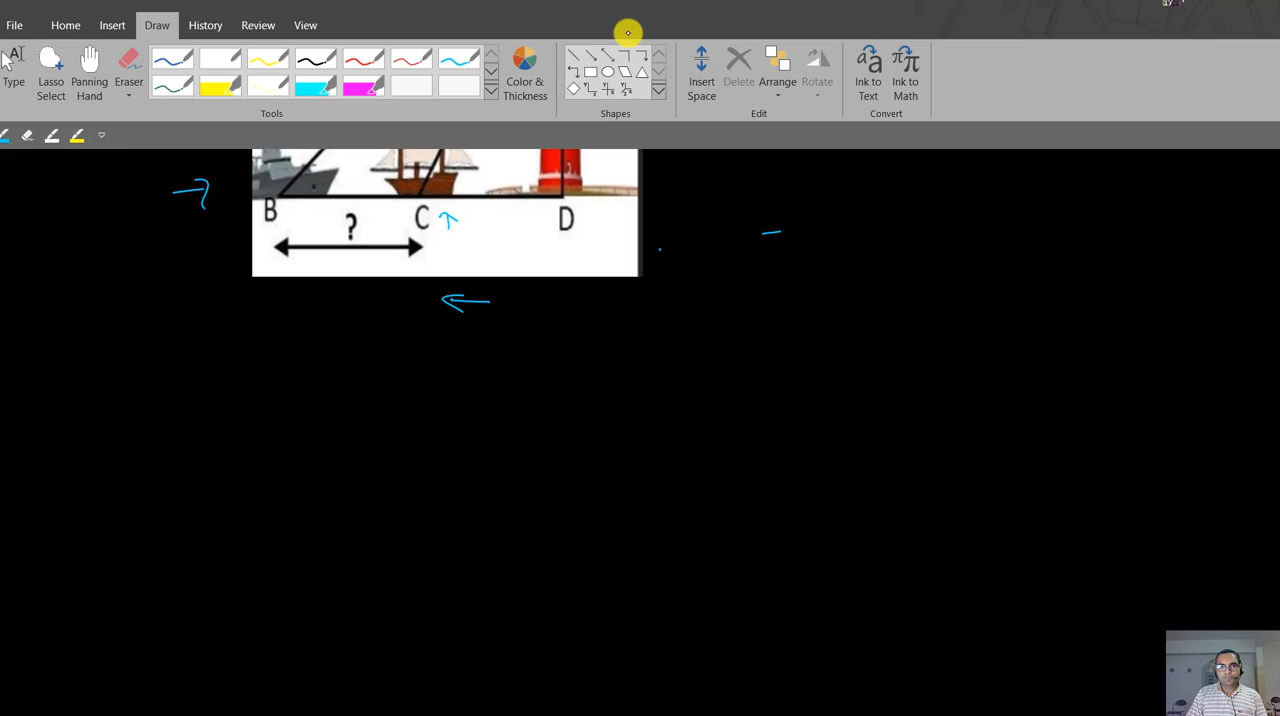 File Home Insert Draw History Review View
Type Lasso Select Panning Hand Eraser Color & Thickness Insert Space Delete Arrange Rotate Ink to Text Ink to Math
Tools Shapes Edit Convert
B C D
?